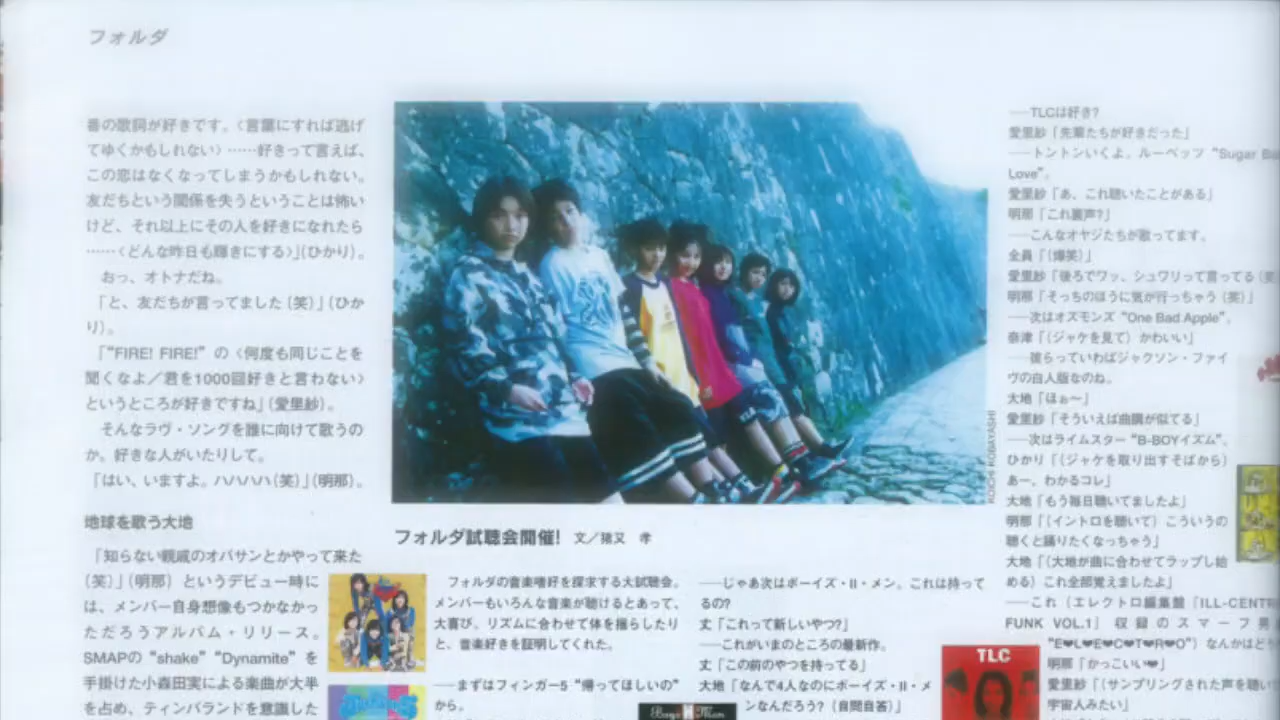 フォルダ
番の歌詞が好きです。〈言葉にすれば逃げ
てゆくかもしれない〉……好きって言えば、
この恋はなくなってしまうかもしれない。
友だちという関係を失うということは怖い
けど、それ以上にその人を好きになれたら
……〈どんな昨日も輝きにする〉」(ひかり)。
おっ、オトナだね。
「と、友だちが言ってました(笑)」(ひか
り)。
「“FIRE! FIRE!” の〈何度も同じことを
聞くなよ／君を1000回好きと言わない〉
というところが好きですね」(愛里紗)。
そんなラヴ・ソングを誰に向けて歌うの
か。好きな人がいたりして。
「はい、いますよ。ハハハハ(笑)」(明那)。
地球を歌う大地
「知らない親戚のオバサンとかやって来た
(笑)」(明那) というデビュー時に
は、メンバー自身想像もつかなかっ
ただろうアルバム・リリース。
SMAPの “shake” “Dynamite” を
手掛けた小森田実による楽曲が大半
を占め、ティンバランドを意識した
KOICHI KOBAYASHI
フォルダ試聴会開催! 文／猪又 孝
フォルダの音楽嗜好を探求する大試聴会。
メンバーもいろんな音楽が聴けるとあって、
大喜び。リズムに合わせて体を揺らしたり
と、音楽好きを証明してくれた。
──まずはフィンガー5 “帰ってほしいの”
から。
──じゃあ次はボーイズ・II・メン。これは持って
るの?
丈「これって新しいやつ?」
──これがいまのところの最新作。
丈「この前のやつを持ってる」
大地「なんで4人なのにボーイズ・II・メ
ンなんだろう? (自問自答)」
Boyz II Men
──TLCは好き?
愛里紗「先輩たちが好きだった」
──トントンいくよ。ルーベッツ “Sugar
Love”。
愛里紗「あ、これ聴いたことがある」
明那「これ裏声?」
──こんなオヤジたちが歌ってます。
全員「(爆笑)」
愛里紗「後ろでワッ、シュワリって言ってる
明那「そっちのほうに気が行っちゃう (笑)」
──次はオズモンズ “One Bad Apple”。
奈津「(ジャケを見て) かわいい」
──彼らっていわばジャクソン・ファイ
ヴの白人版なのね。
大地「ほぉ〜」
愛里紗「そういえば曲調が似てる」
──次はライムスター “B-BOYイズム”。
ひかり「(ジャケを取り出すそばから)
あー、わかるコレ」
大地「もう毎日聴いてましたよ」
明那「(イントロを聴いて) こういうの
聴くと踊りたくなっちゃう」
大地「(大地が曲に合わせてラップし始
める) これ全部覚えましたよ」
──これ (エレクトロ編集盤『ILL-CENT
FUNK VOL.1』収録のスマーフ
“E♥L♥E♥C♥T♥R♥O”) なんかは
明那「かっこいい♥」
愛里紗「(サンプリングされた声を聴い
宇宙人みたい」
TLC